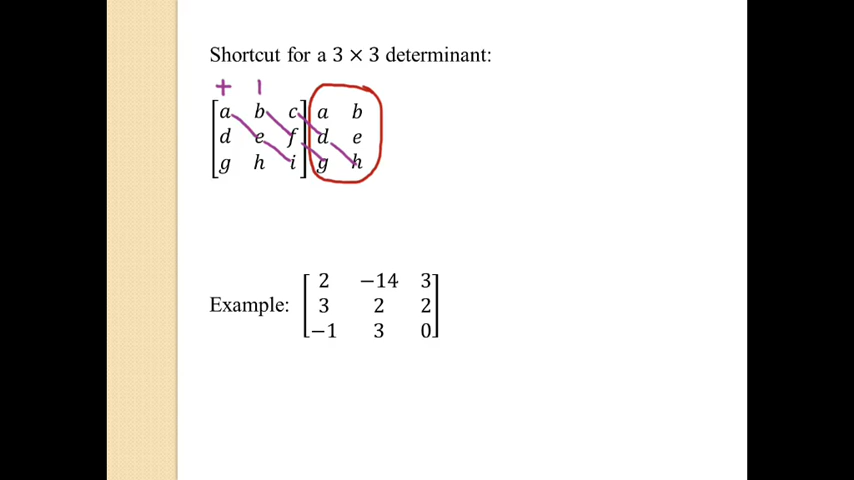 Shortcut for a 3 × 3 determinant:
+ |
[a b c] a b
[d e f] d e
[g h i] g h
Example: [2 −14 3]
[3 2 2]
[−1 3 0]